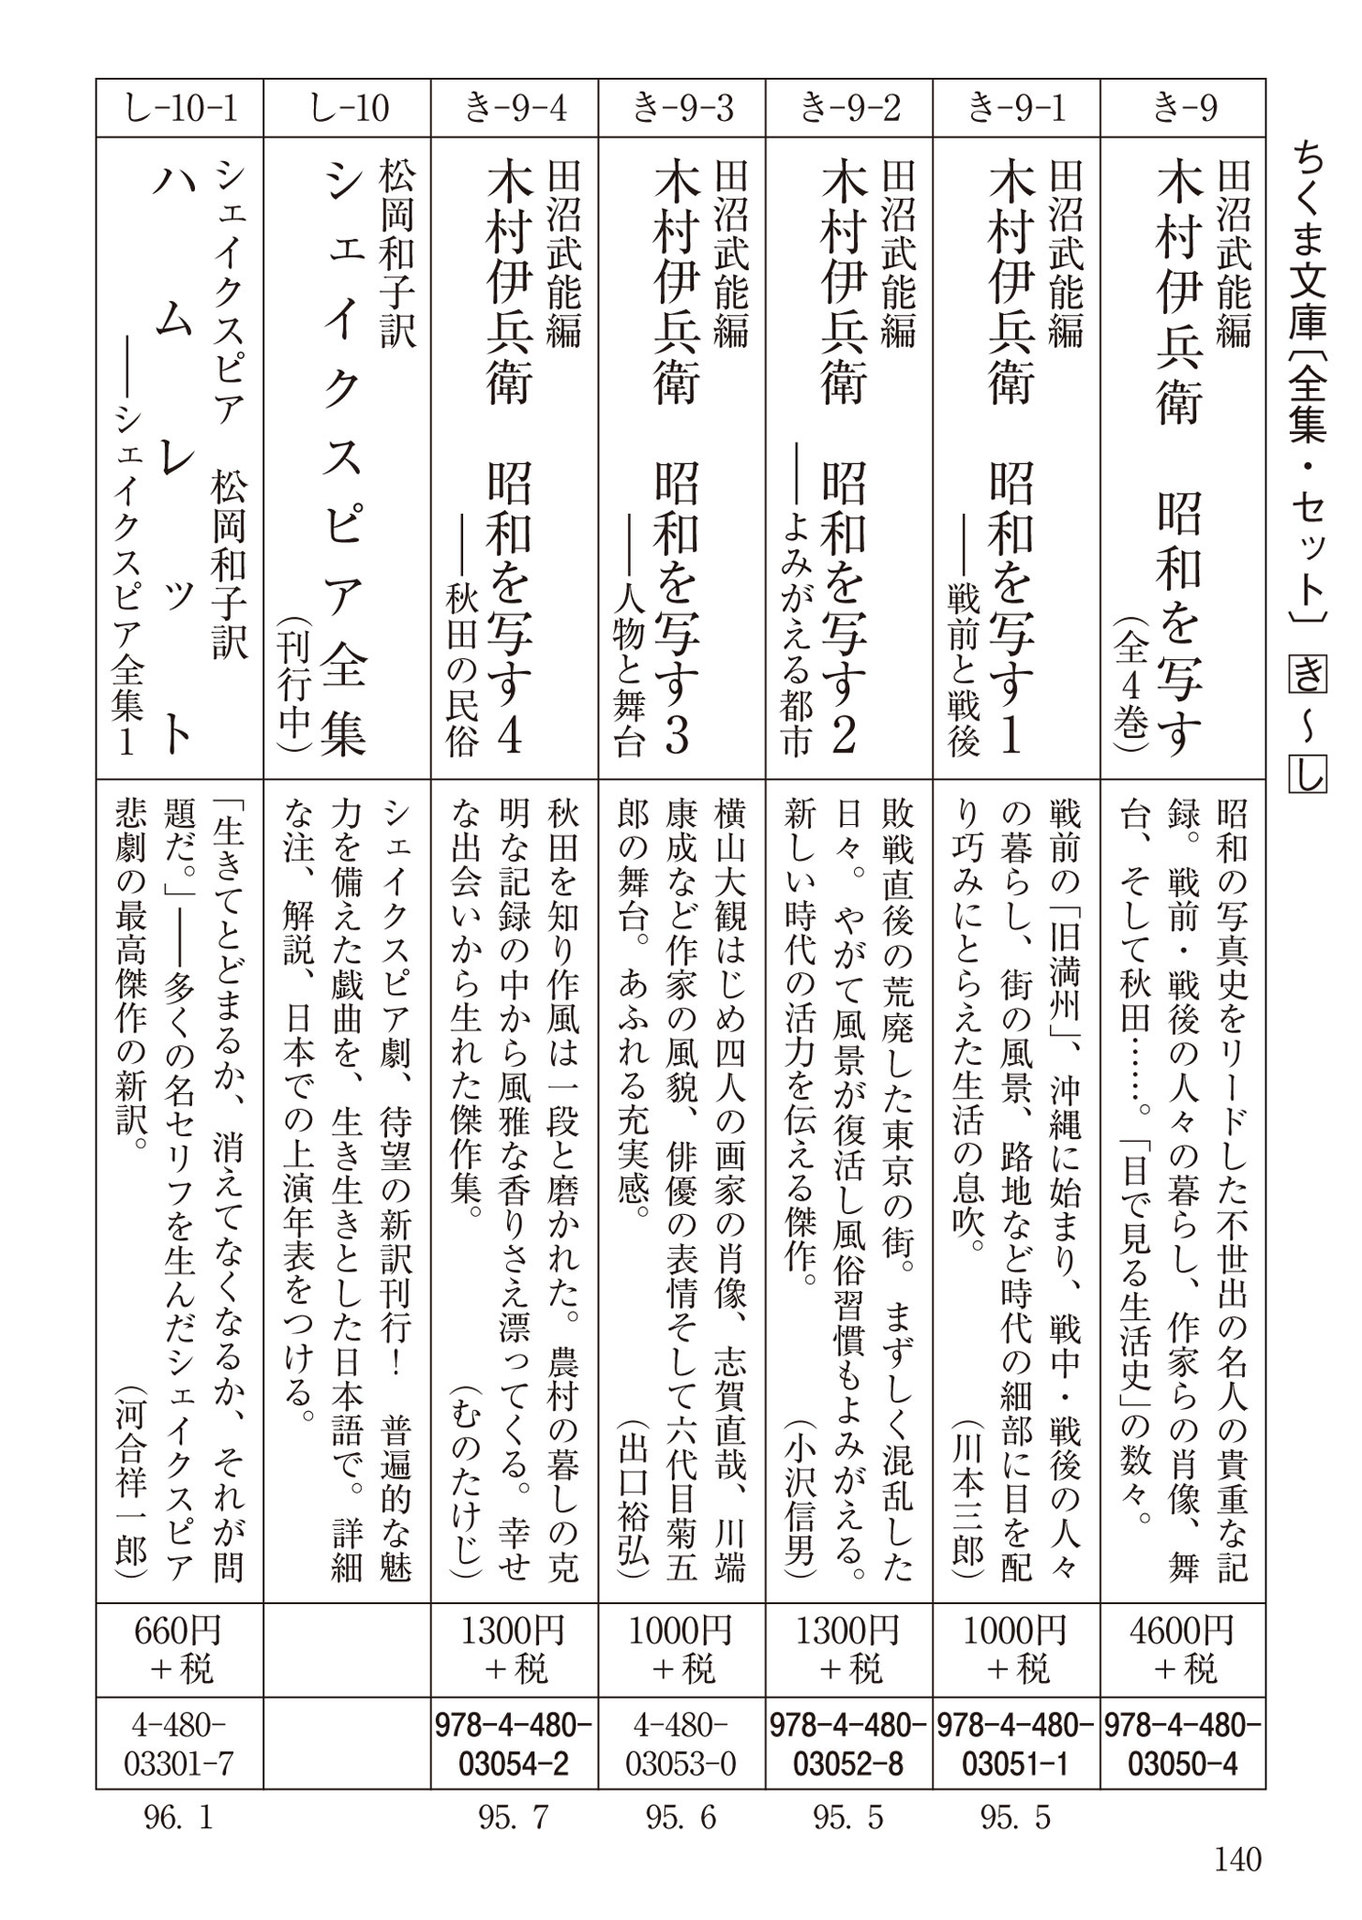 ちくま文庫〔全集・セット〕 き〜し
き-9
田沼武能編
木村伊兵衛 昭和を写す
（全4巻）
昭和の写真史をリードした不世出の名人の貴重な記
録。戦前・戦後の人々の暮らし、作家らの肖像、舞
台、そして秋田……。「目で見る生活史」の数々。
4600円
＋税
978-4-480-
03050-4
き-9-1
田沼武能編
木村伊兵衛 昭和を写す1
――戦前と戦後
戦前の「旧満州」、沖縄に始まり、戦中・戦後の人々
の暮らし、街の風景、路地など時代の細部に目を配
り巧みにとらえた生活の息吹。
（川本三郎）
1000円
＋税
978-4-480-
03051-1
95. 5
き-9-2
田沼武能編
木村伊兵衛 昭和を写す2
――よみがえる都市
敗戦直後の荒廃した東京の街。まずしく混乱した
日々。やがて風景が復活し風俗習慣もよみがえる。
新しい時代の活力を伝える傑作。
（小沢信男）
1300円
＋税
978-4-480-
03052-8
95. 5
き-9-3
田沼武能編
木村伊兵衛 昭和を写す3
――人物と舞台
横山大観はじめ四人の画家の肖像、志賀直哉、川端
康成など作家の風貌、俳優の表情そして六代目菊五
郎の舞台。あふれる充実感。
（出口裕弘）
1000円
＋税
4-480-
03053-0
95. 6
き-9-4
田沼武能編
木村伊兵衛 昭和を写す4
――秋田の民俗
秋田を知り作風は一段と磨かれた。農村の暮しの克
明な記録の中から風雅な香りさえ漂ってくる。幸せ
な出会いから生れた傑作集。
（むのたけじ）
1300円
＋税
978-4-480-
03054-2
95. 7
し-10
松岡和子訳
シェイクスピア全集
（刊行中）
シェイクスピア劇、待望の新訳刊行！ 普遍的な魅
力を備えた戯曲を、生き生きとした日本語で。詳細
な注、解説、日本での上演年表をつける。
し-10-1
シェイクスピア 松岡和子訳
ハムレット
――シェイクスピア全集1
「生きてとどまるか、消えてなくなるか、それが問
題だ。」――多くの名セリフを生んだシェイクスピア
悲劇の最高傑作の新訳。
（河合祥一郎）
660円
＋税
4-480-
03301-7
96. 1
140